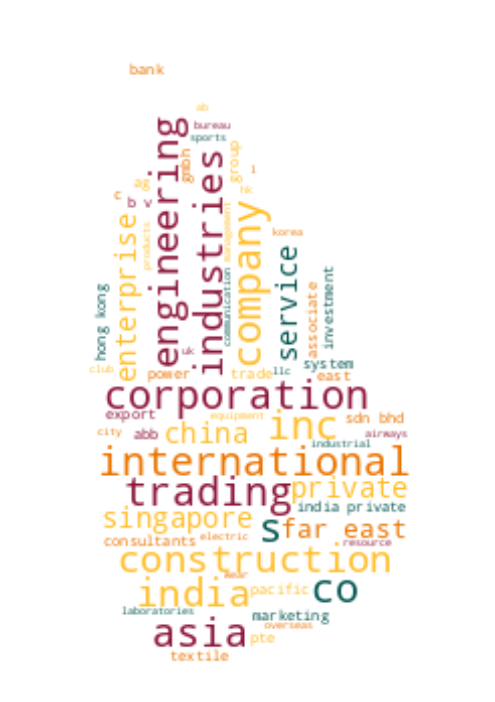 bank
ab
bureau
sports
engineering
industries
group
gmbh
l
ag
hk
c
b v
company
enterprise
products
management
korea
service
communication
hong kong
investment
associate
uk
system
club
power
trade
llc
east
corporation
export
equipment
sdn bhd
city
abb
china
inc
airways
industrial
international
trading
private
india private
singapore
s
far east
consultants
electric
resource
construction
near
india
pacific
co
laboratories
marketing
asia
overseas
pte
textile